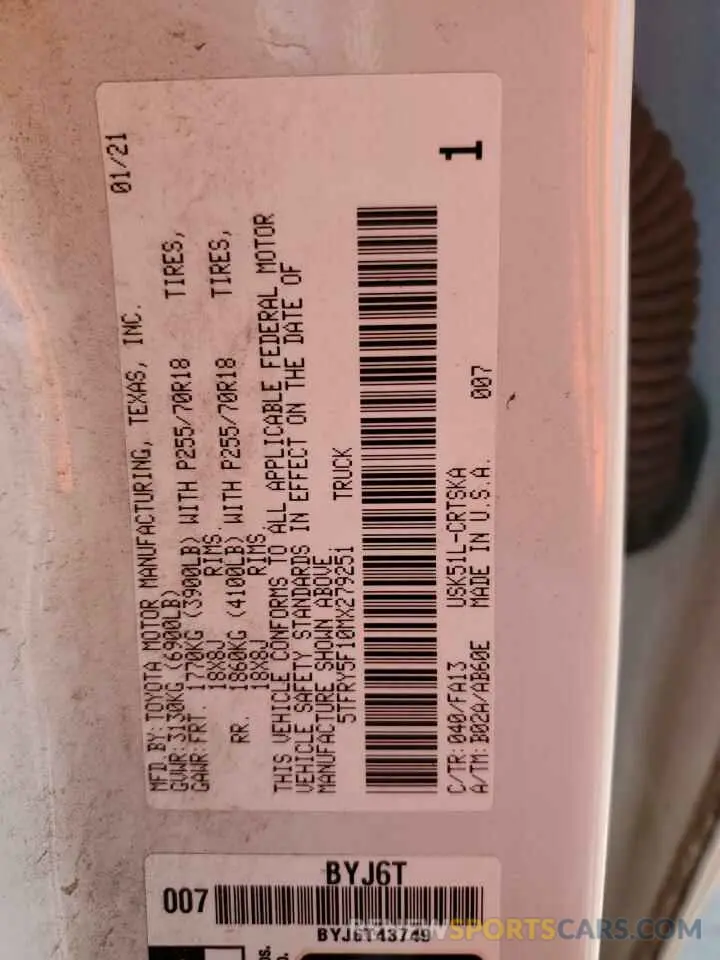 01/21
MFD. BY: TOYOTA MOTOR MANUFACTURING, TEXAS, INC.
GVWR: 3130KG (6900LB)
GAWR: FRT. 1770KG (3900LB) WITH P255/70R18 TIRES,
18X8J RIMS,
RR. 1860KG (4100LB) WITH P255/70R18 TIRES,
18X8J RIMS,
THIS VEHICLE CONFORMS TO ALL APPLICABLE FEDERAL MOTOR
VEHICLE SAFETY STANDARDS IN EFFECT ON THE DATE OF
MANUFACTURE SHOWN ABOVE.
5TFRY5F10MX279251 TRUCK
1
C/TR: 040/FA13 USK51L-CRTSKA
A/TM: B02A/AB60E MADE IN U.S.A. 007
BYJ6T
007
BYJ6T43749
RENEWSPORTSCARS.COM